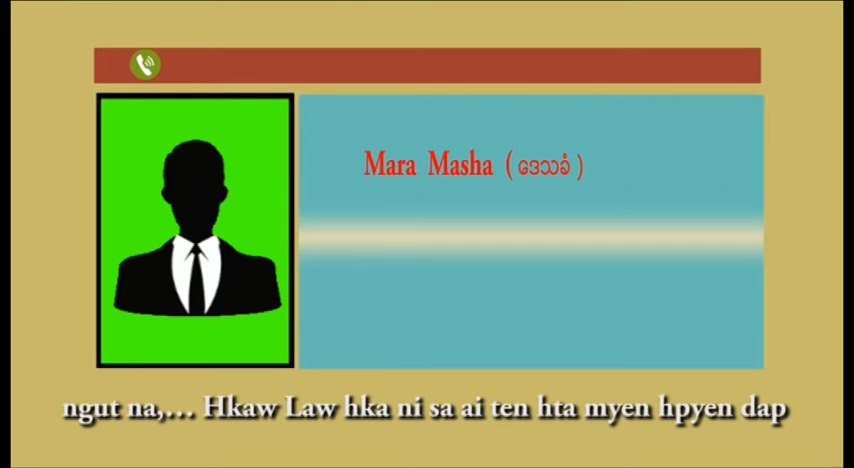 Mara Masha ( ဒေသခံ )
ngut na,... Hkaw Law hka ni sa ai ten hta myen hpyen dap